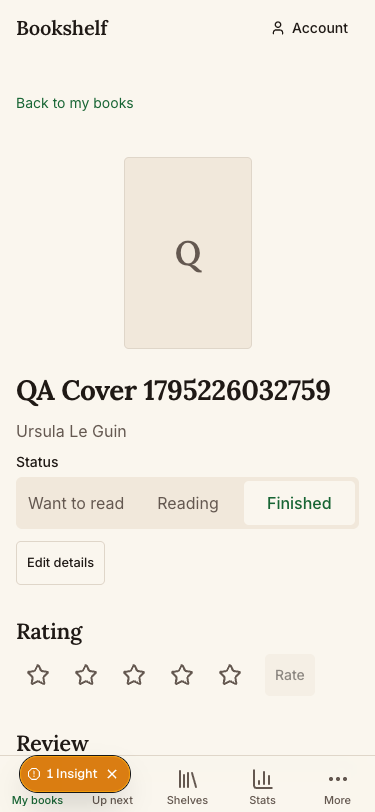 Bookshelf
Account
Back to my books
Q
QA Cover 1795226032759
Ursula Le Guin
Status
Want to read Reading Finished
Edit details
Rating
Rate
Review
1 Insight
My books Up next Shelves Stats More